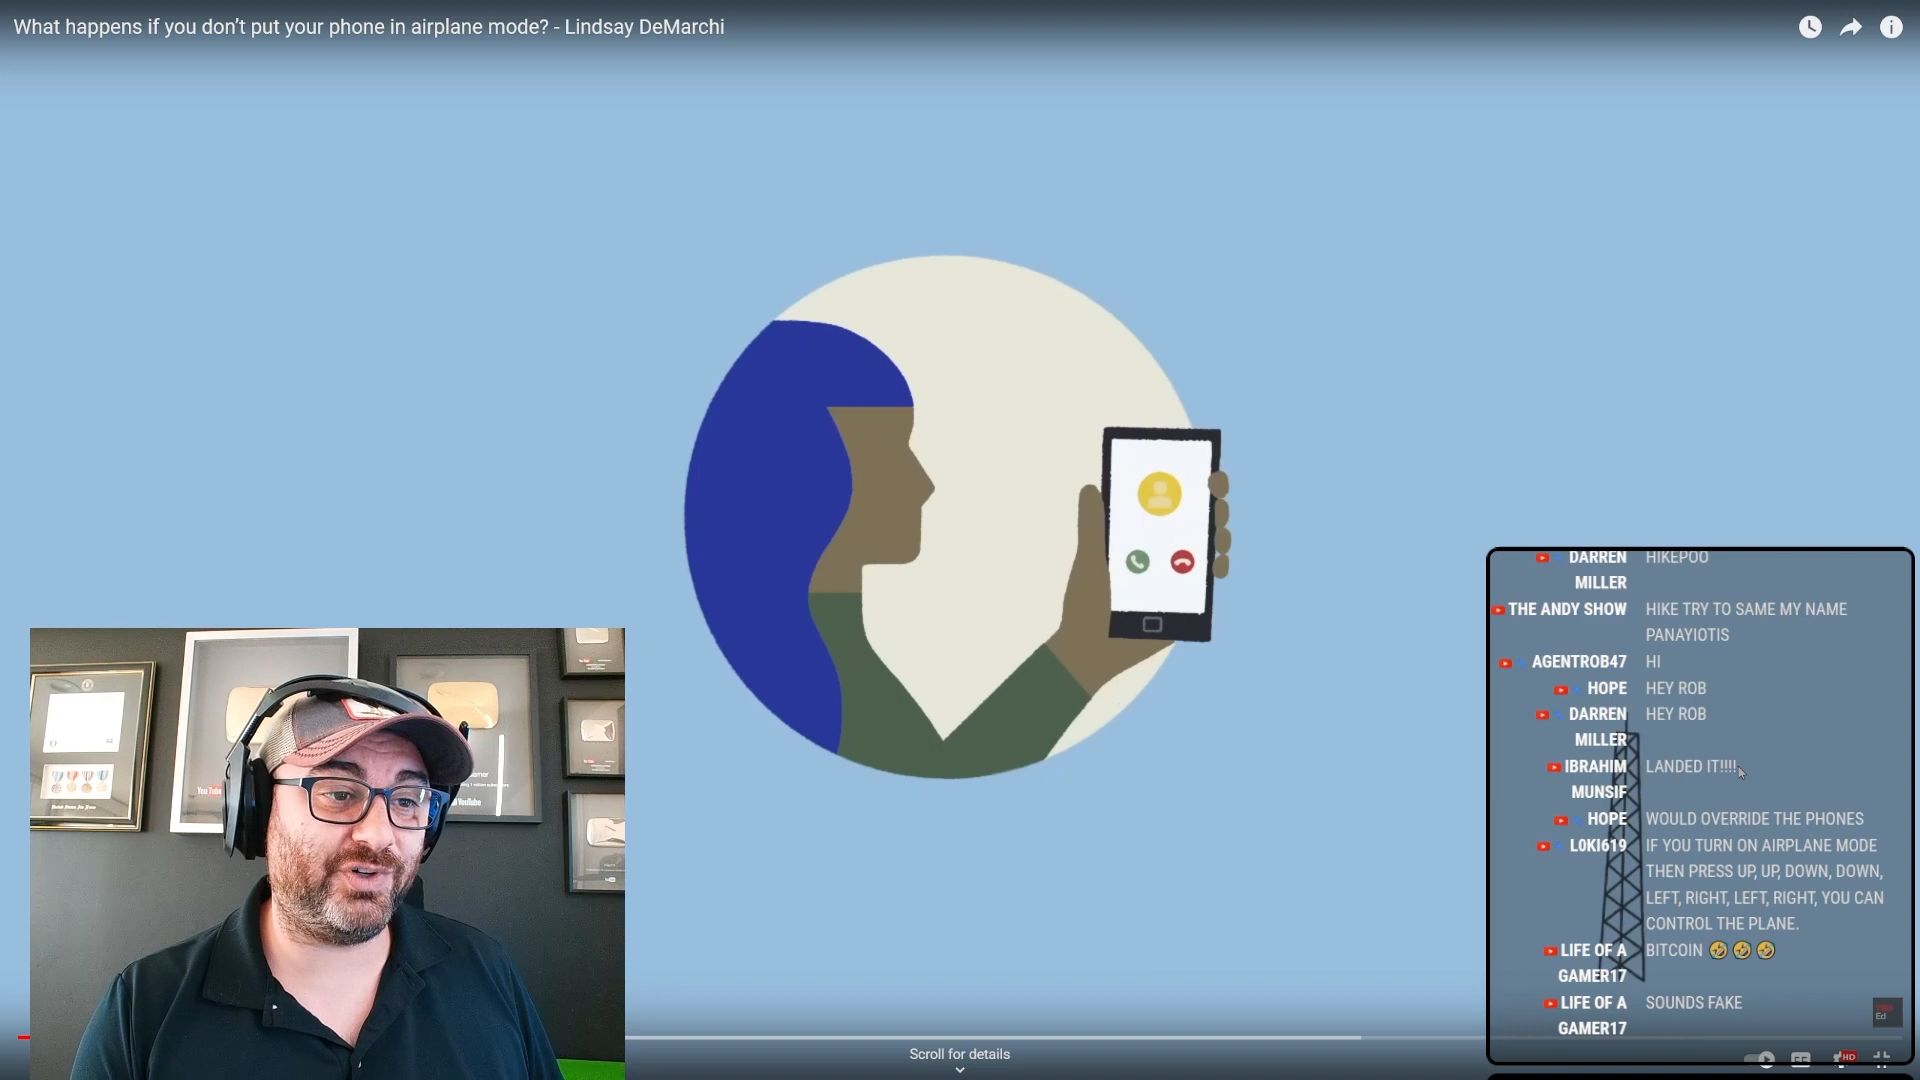 What happens if you don't put your phone in airplane mode? - Lindsay DeMarchi
DARREN MILLER HIKEPOO
THE ANDY SHOW HIKE TRY TO SAME MY NAME
PANAYIOTIS
AGENTROB47 HI
HOPE HEY ROB
DARREN MILLER HEY ROB
IBRAHIM MUNSIF LANDED IT!!!!
HOPE WOULD OVERRIDE THE PHONES
L0KI619 IF YOU TURN ON AIRPLANE MODE
THEN PRESS UP, UP, DOWN, DOWN,
LEFT, RIGHT, LEFT, RIGHT, YOU CAN
CONTROL THE PLANE.
LIFE OF A GAMER17 BITCOIN 🤣 🤣 🤣
LIFE OF A GAMER17 SOUNDS FAKE
Ed
HD
Scroll for details
YouTube